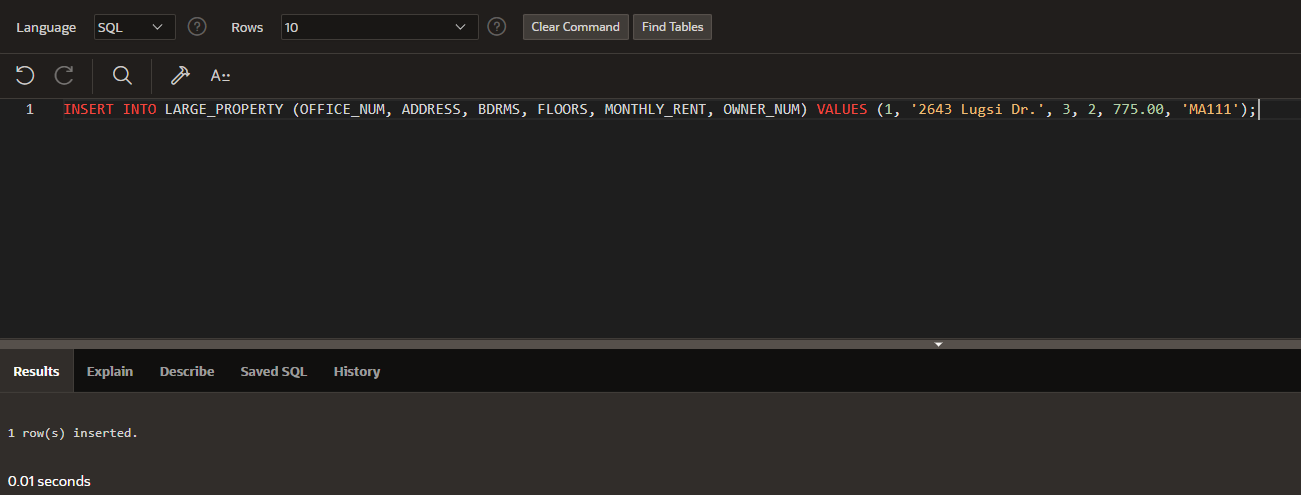 Language SQL ? Rows 10 ? Clear Command Find Tables
A::
1 INSERT INTO LARGE_PROPERTY (OFFICE_NUM, ADDRESS, BDRMS, FLOORS, MONTHLY_RENT, OWNER_NUM) VALUES (1, '2643 Lugsi Dr.', 3, 2, 775.00, 'MA111');
Results Explain Describe Saved SQL History
1 row(s) inserted.
0.01 seconds